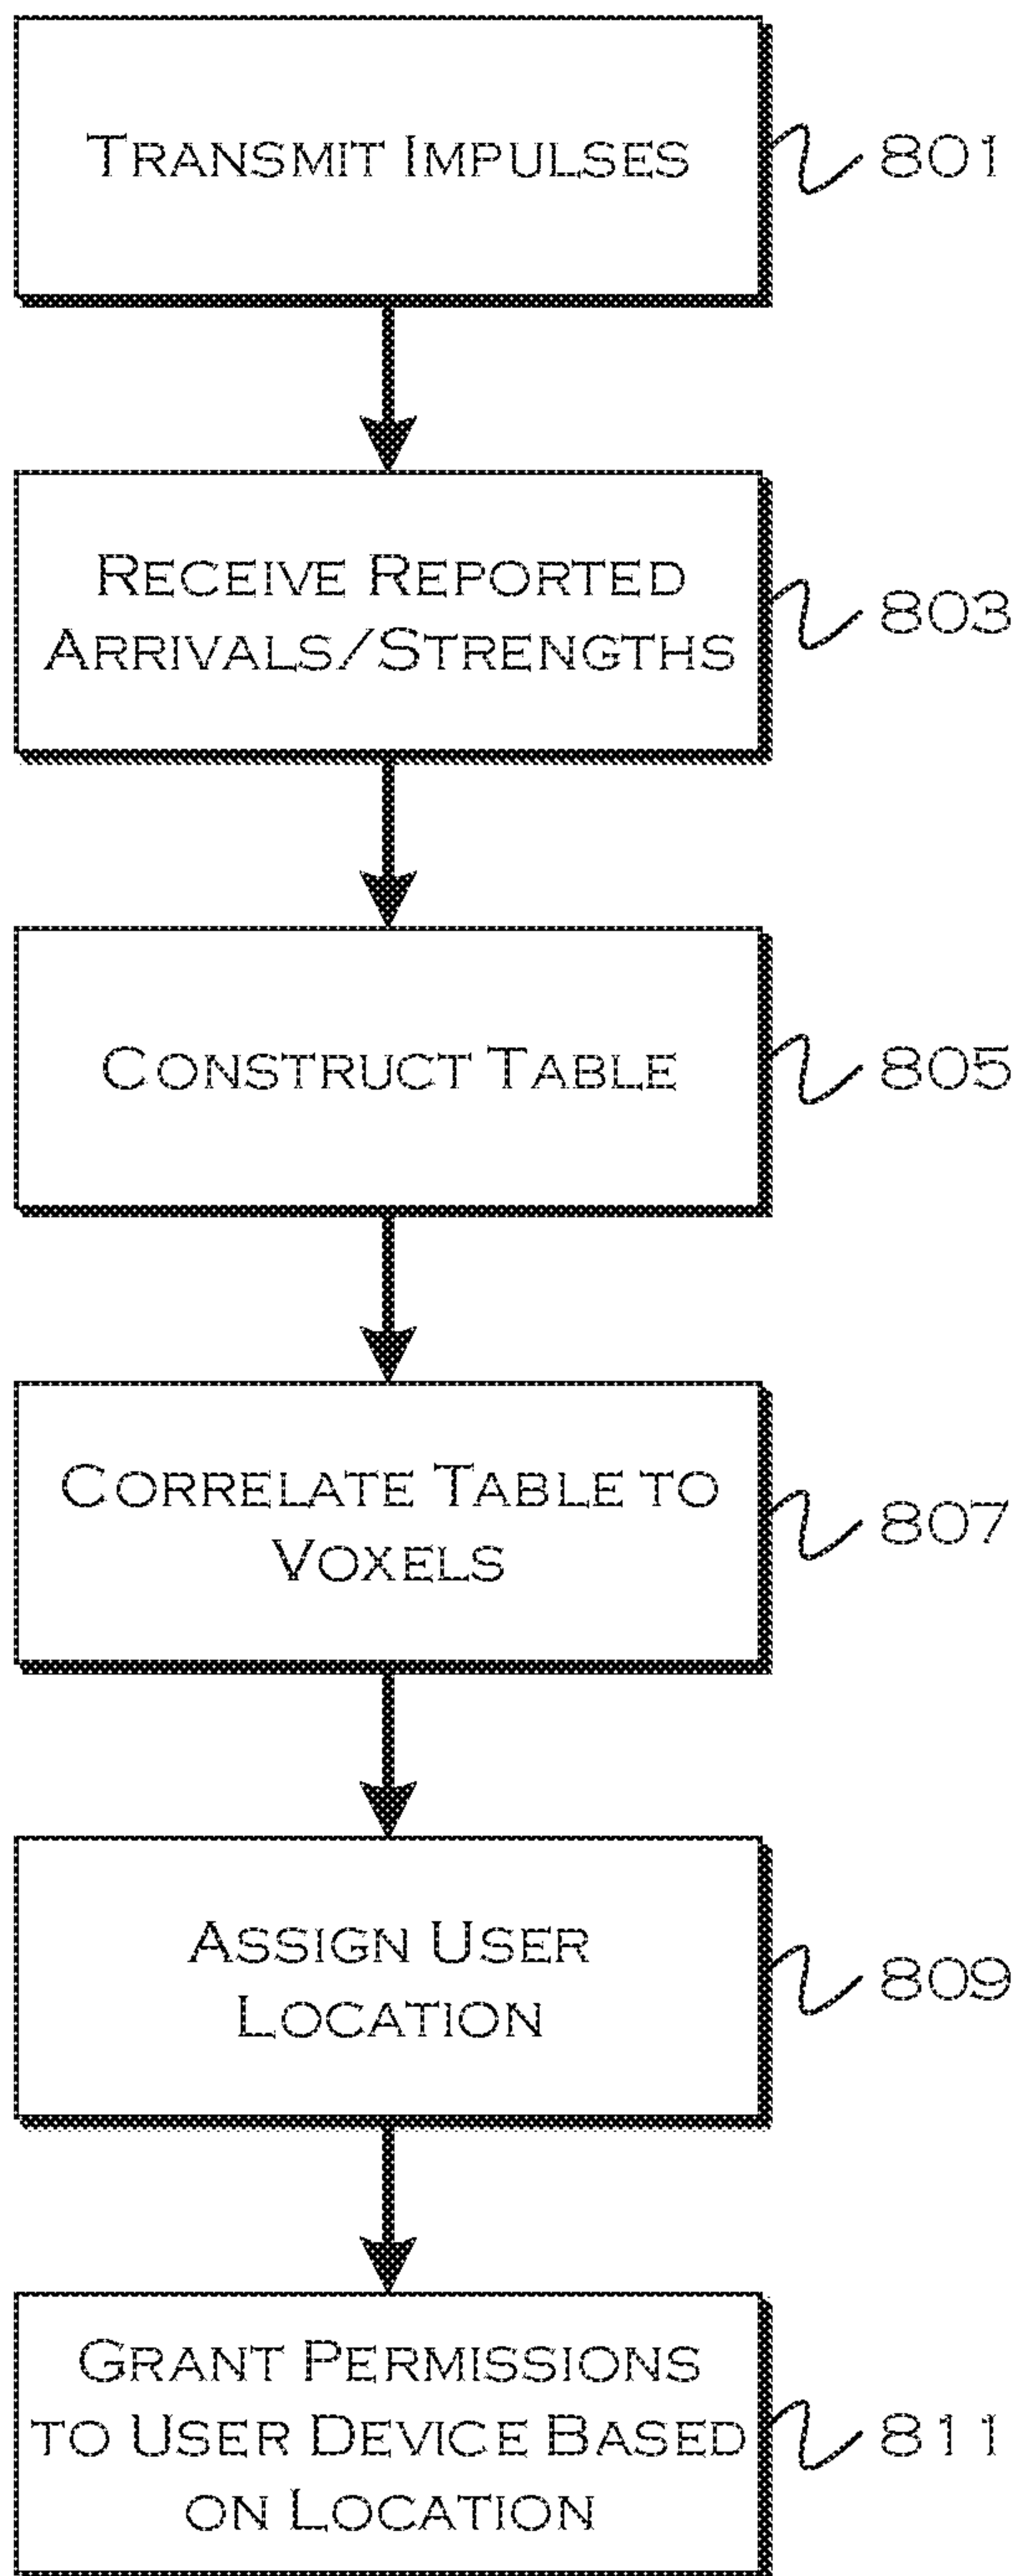 TRANSMIT IMPULSES
801
RECEIVE REPORTED
ARRIVALS/STRENGTHS
803
CONSTRUCT TABLE
805
CORRELATE TABLE TO
VOXELS
807
ASSIGN USER
LOCATION
809
GRANT PERMISSIONS
TO USER DEVICE BASED
ON LOCATION
811